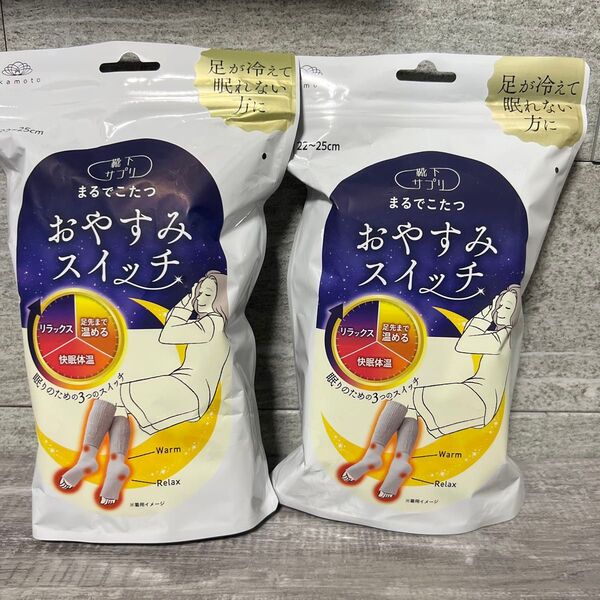 kamoto
足が冷えて
眠れない
方に
22~25cm
靴下
サプリ
まるでこたつ
おやすみ
スイッチ
リラックス
足先まで
温める
快眠体温
眠りのための3つのスイッチ
Warm
Relax
※着用イメージ
足が冷えて
眠れない
方に
22~25cm
靴下
サプリ
まるでこたつ
おやすみ
スイッチ
リラックス
足先まで
温める
快眠体温
眠りのための3つのスイッチ
Warm
Relax
※着用イメージ